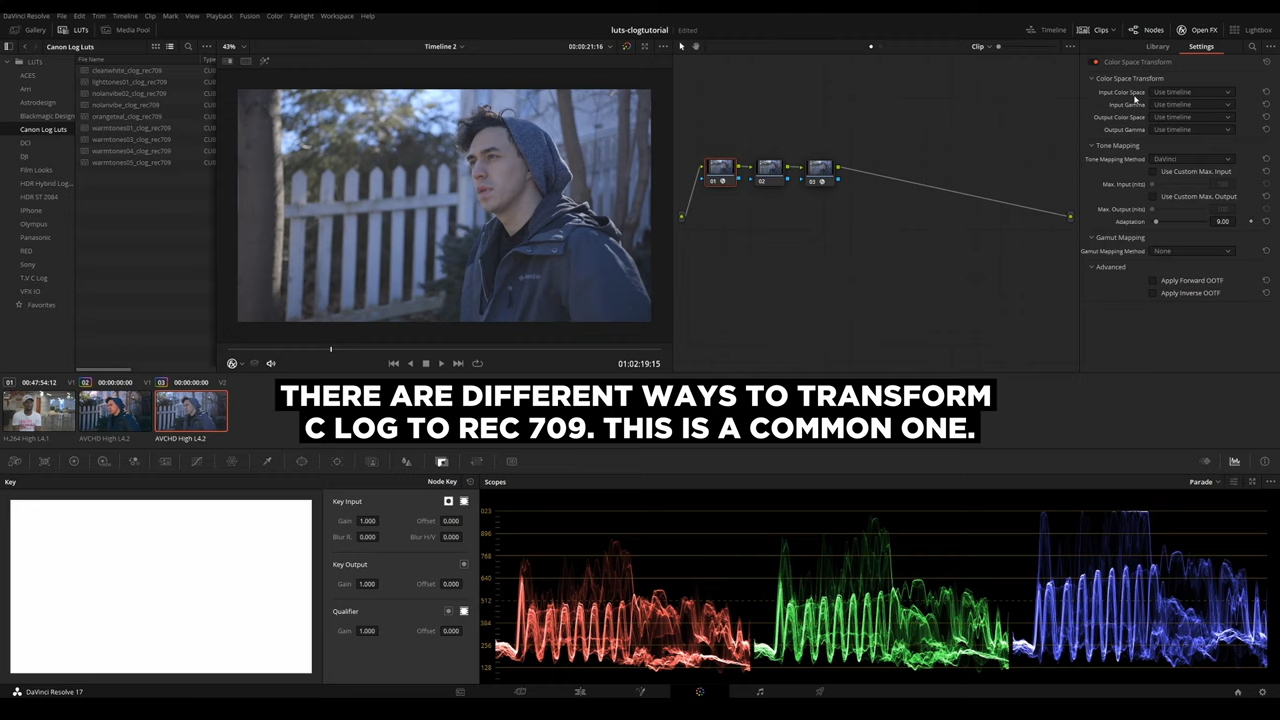 DaVinci Resolve File Edit Trim Timeline Clip Mark View Playback Fusion Color Fairlight Workspace Help
Gallery LUTs Media Pool
luts-clogtutorial Edited
Timeline Clips Nodes Open FX Lightbox
Canon Log Luts
43% Timeline 2 00:00:21:16
Clip
Library Settings
LUTs
ACES
Arri
Astrodesign
Blackmagic Design
Canon Log Luts
DCI
DJI
Film Looks
HDR Hybrid Log...
HDR ST 2084
IPhone
Olympus
Panasonic
RED
Sony
T.V C Log
VFX IO
Favorites
File Name Type
cleanwhite_clog_rec709 CUB
lighttones01_clog_rec709 CUB
nolanvibe02_clog_rec709 CUB
nolanvibe_clog_rec709 CUB
orangeteal_clog_rec709 CUB
warmtones01_clog_rec709 CUB
warmtones03_clog_rec709 CUB
warmtones04_clog_rec709 CUB
warmtones05_clog_rec709 CUB
Columbia
01 02 03
Color Space Transform
Color Space Transform
Input Color Space Use timeline
Input Gamma Use timeline
Output Color Space Use timeline
Output Gamma Use timeline
Tone Mapping
Tone Mapping Method DaVinci
Use Custom Max. Input
Max. Input (nits)
Use Custom Max. Output
Max. Output (nits)
Adaptation 9.00
Gamut Mapping
Gamut Mapping Method None
Advanced
Apply Forward OOTF
Apply Inverse OOTF
01:02:19:15
01 00:47:54:12 V1 02 00:00:00:00 V1 03 00:00:00:00 V2
H.264 High L4.1 AVCHD High L4.2 AVCHD High L4.2
THERE ARE DIFFERENT WAYS TO TRANSFORM
C LOG TO REC 709. THIS IS A COMMON ONE.
Key Node Key
Key Input
Gain 1.000 Offset 0.000
Blur R. 0.000 Blur H/V 0.000
Key Output
Gain 1.000 Offset 0.000
Qualifier
Gain 1.000 Offset 0.000
Scopes Parade
023
896
768
640
512
384
256
128
DaVinci Resolve 17